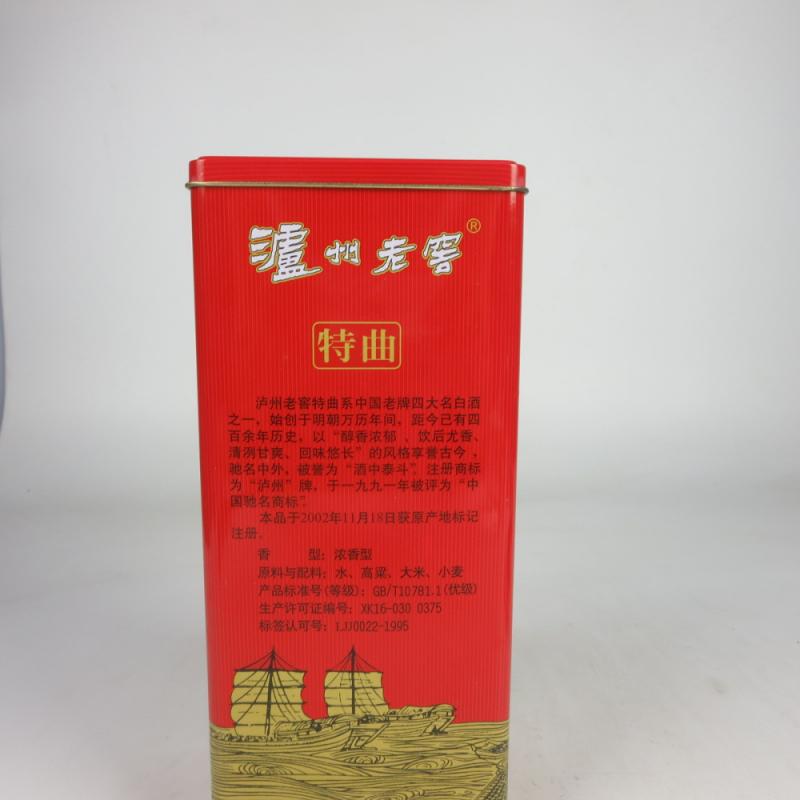 泸州老窖®
特曲
泸州老窖特曲系中国老牌四大名白酒
之一，始创于明朝万历年间，距今已有四
百余年历史，以“醇香浓郁、饮后尤香、
清冽甘爽、回味悠长”的风格享誉古今，
驰名中外，被誉为“酒中泰斗”。注册商标
为“泸州”牌，于一九九一年被评为“中
国驰名商标”。
本品于2002年11月18日获原产地标记
注册。
香　　型：浓香型
原料与配料：水、高粱、大米、小麦
产品标准号(等级)：GB/T10781.1(优级)
生产许可证编号：XK16-030 0375
标签认可号：LJJ0022-1995